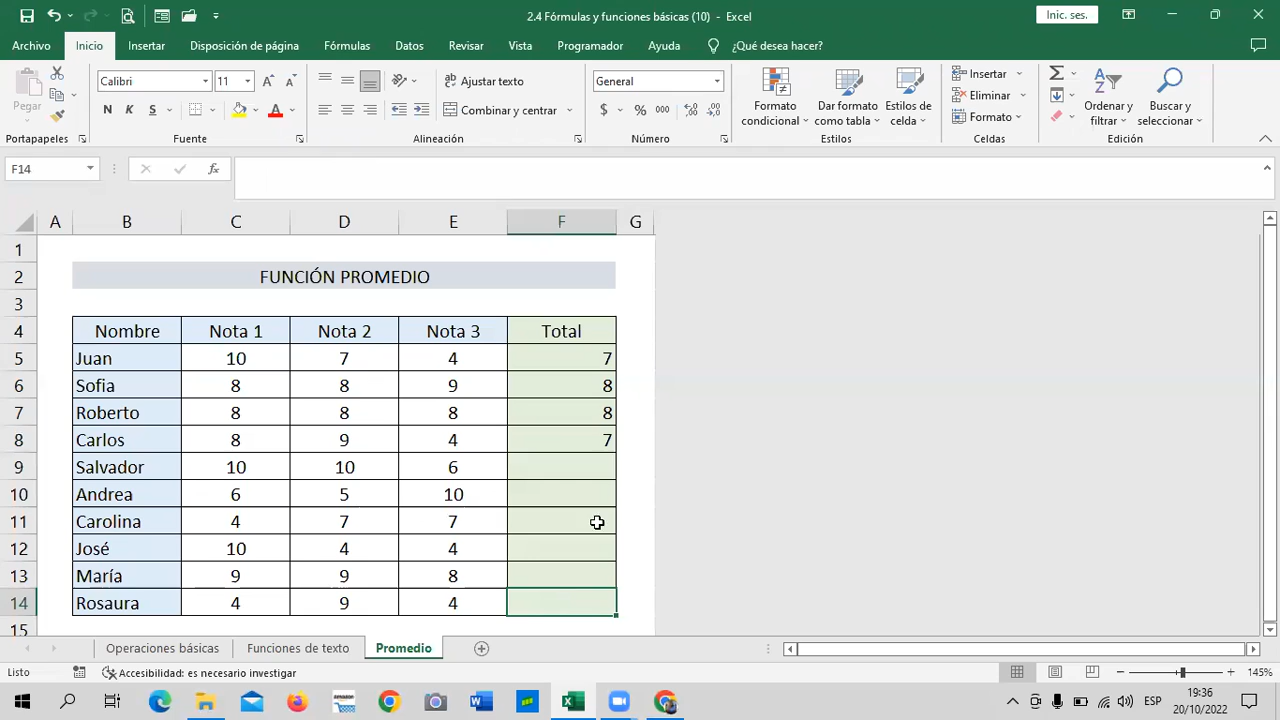 2.4 Fórmulas y funciones básicas (10) - Excel
Inic. ses.
Archivo Inicio Insertar Disposición de página Fórmulas Datos Revisar Vista Programador Ayuda ¿Qué desea hacer?
Pegar
Calibri 11
Ajustar texto
General
Formato condicional
Dar formato como tabla
Estilos de celda
Insertar
Eliminar
Formato
Ordenar y filtrar
Buscar y seleccionar
N K S
Combinar y centrar
$ % 000
Portapapeles Fuente Alineación Número Estilos Celdas Edición
F14 fx
A B C D E F G
1
2 FUNCIÓN PROMEDIO
3
4 Nombre Nota 1 Nota 2 Nota 3 Total
5 Juan 10 7 4 7
6 Sofia 8 8 9 8
7 Roberto 8 8 8 8
8 Carlos 8 9 4 7
9 Salvador 10 10 6
10 Andrea 6 5 10
11 Carolina 4 7 7
12 José 10 4 4
13 María 9 9 8
14 Rosaura 4 9 4
15
Operaciones básicas Funciones de texto Promedio
Listo Accesibilidad: es necesario investigar 145%
ESP 19:36
20/10/2022